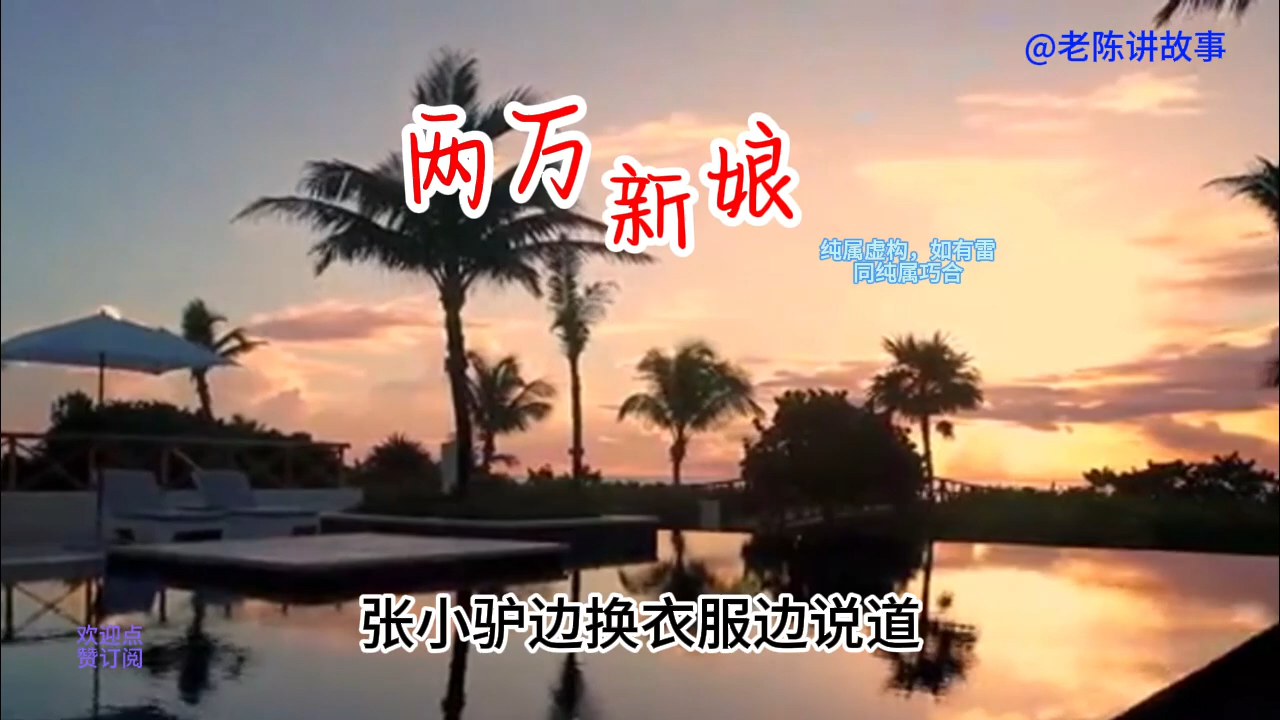 @老陈讲故事
两万新娘
纯属虚构，如有雷
同纯属巧合
张小驴边换衣服边说道
欢迎点
赞订阅